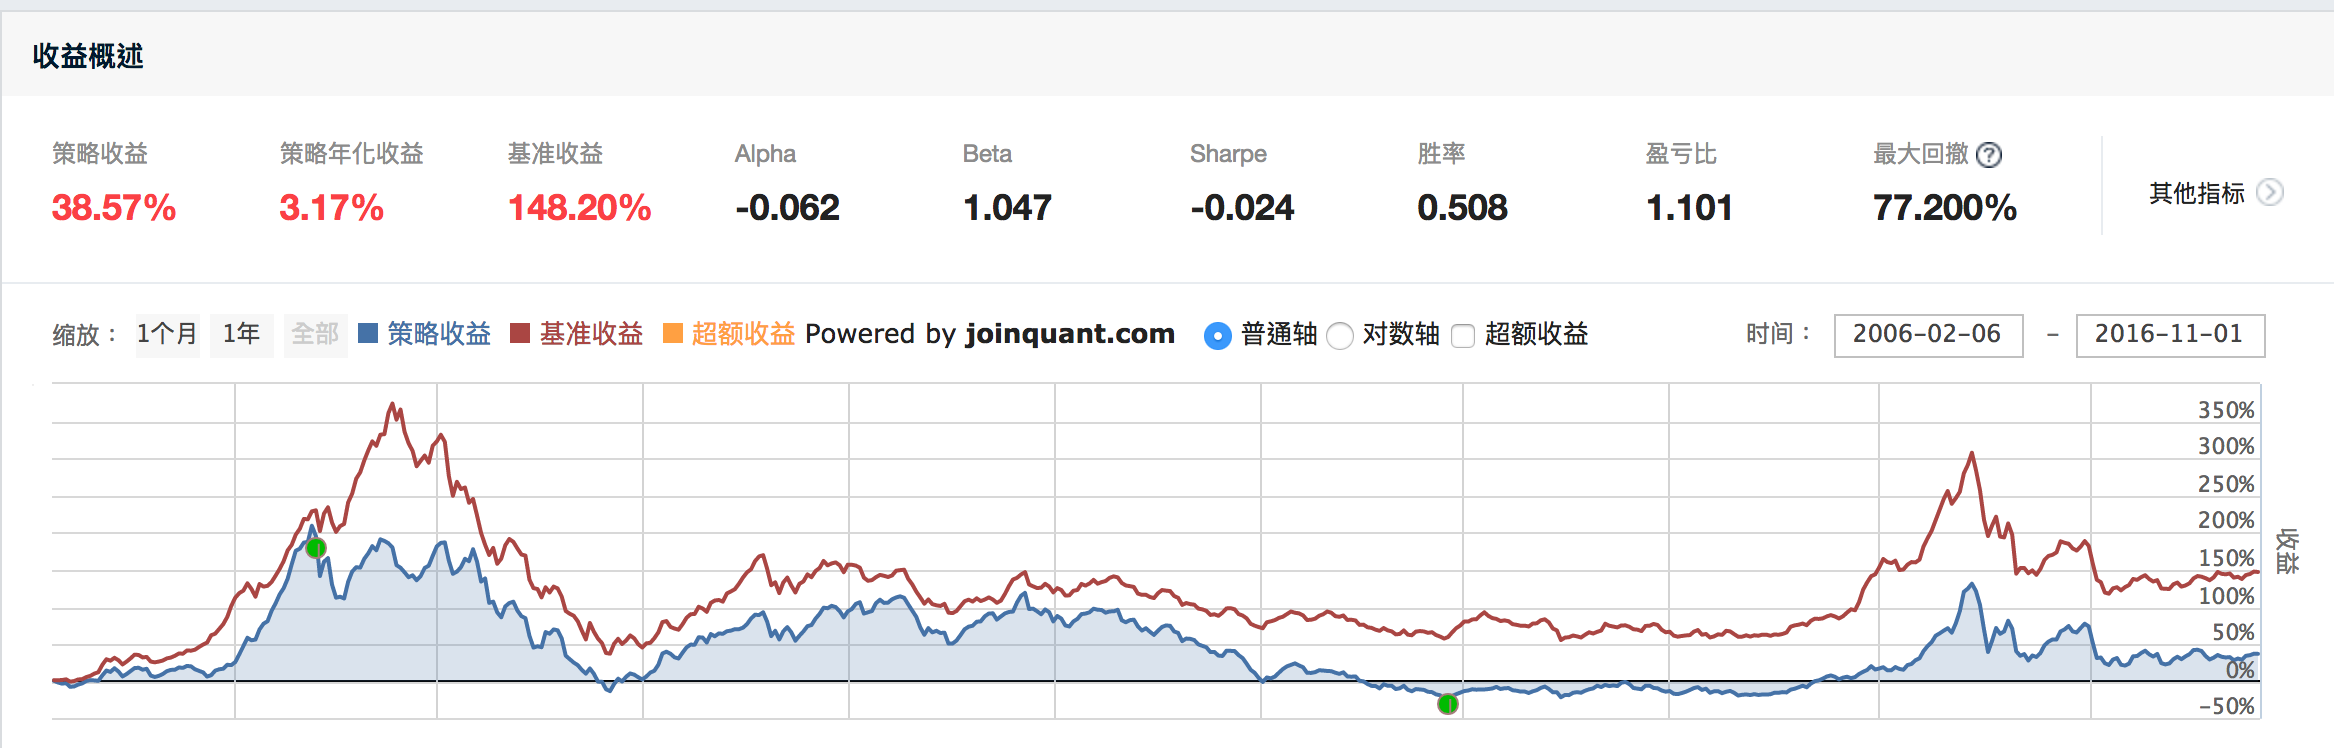 收益概述
策略收益 策略年化收益 基准收益 Alpha Beta Sharpe 胜率 盈亏比 最大回撤 ?
38.57% 3.17% 148.20% -0.062 1.047 -0.024 0.508 1.101 77.200% 其他指标
缩放： 1个月 1年 全部 策略收益 基准收益 超额收益 Powered by joinquant.com 普通轴 对数轴 超额收益 时间： 2006-02-06 - 2016-11-01
350%
300%
250%
200%
150%
100%
50%
0%
-50%
收益